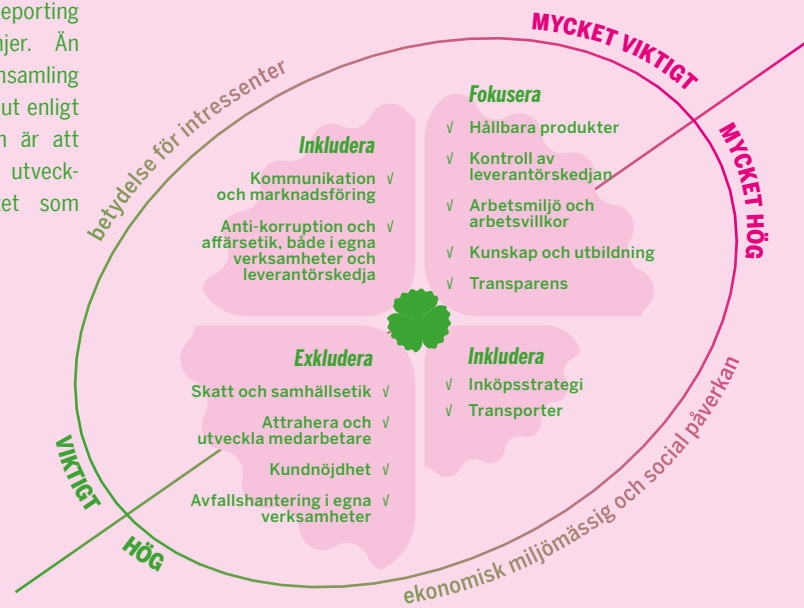 eporting
njer. Än
nsamling
ut enligt
n är att
utveck-
et som
betydelse för intressenter
MYCKET VIKTIGT
MYCKET HÖG
Inkludera
Kommunikation √
och marknadsföring
Anti-korruption och √
affärsetik, både i egna
verksamheter och
leverantörskedja
Fokusera
√ Hållbara produkter
√ Kontroll av
leverantörskedjan
√ Arbetsmiljö och
arbetsvillkor
√ Kunskap och utbildning
√ Transparens
Exkludera
Skatt och samhällsetik √
Attrahera och √
utveckla medarbetare
Kundnöjdhet √
Avfallshantering i egna √
verksamheter
Inkludera
√ Inköpsstrategi
√ Transporter
VIKTIGT
HÖG
ekonomisk miljömässig och social påverkan